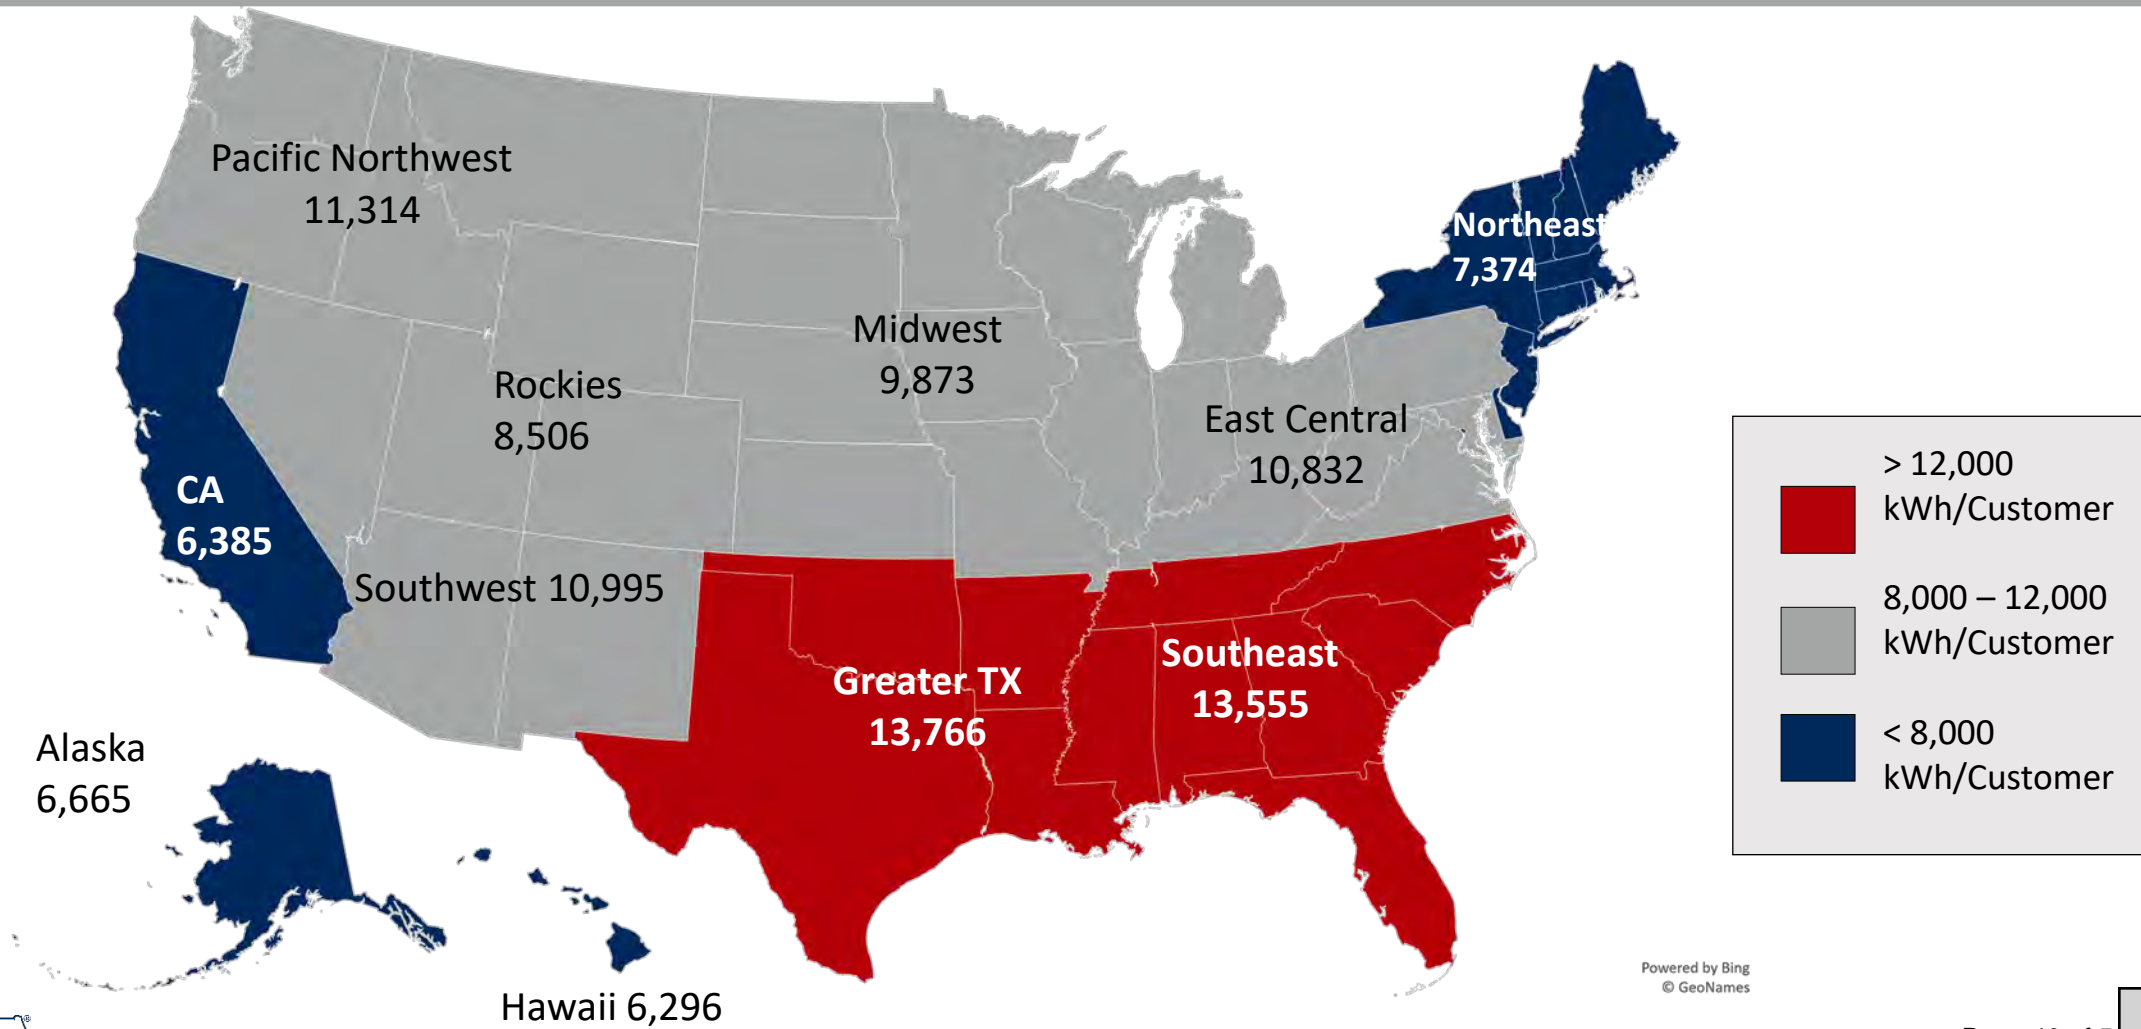 Pacific Northwest
11,314
Northeast
7,374
Midwest
9,873
Rockies
8,506
East Central
10,832
CA
6,385
Southwest 10,995
Greater TX
13,766
Southeast
13,555
Alaska
6,665
Hawaii 6,296
> 12,000
kWh/Customer
8,000 – 12,000
kWh/Customer
< 8,000
kWh/Customer
Powered by Bing
© GeoNames
®